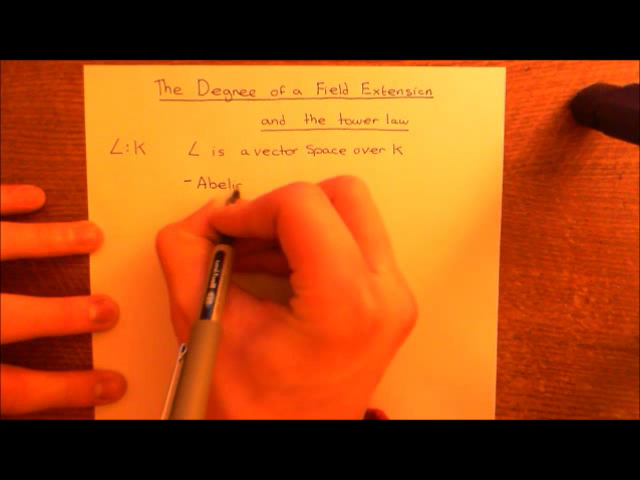 The Degree of a Field Extension
and the tower law
L:K L is a vector space over K
- Abeli